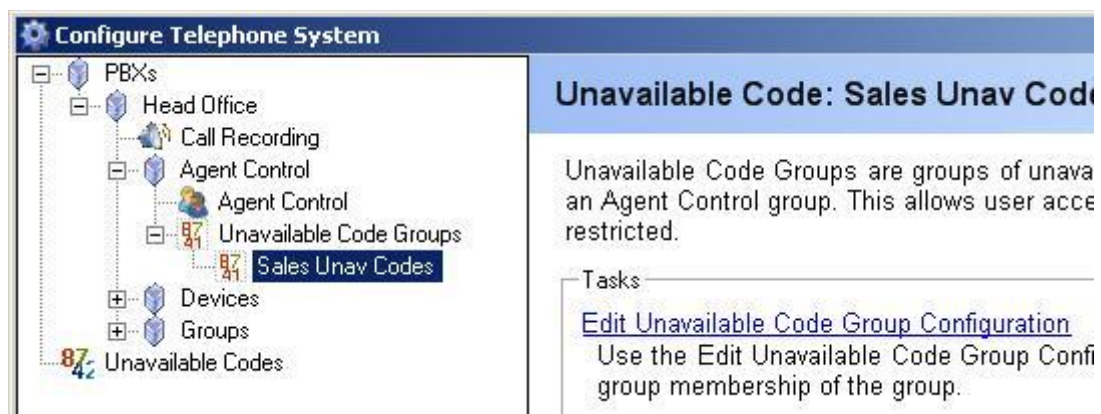 Configure Telephone System
PBXs
Head Office
Call Recording
Agent Control
Agent Control
Unavailable Code Groups
Sales Unav Codes
Devices
Groups
Unavailable Codes
Unavailable Code: Sales Unav Code
Unavailable Code Groups are groups of unava
an Agent Control group. This allows user acce
restricted.
Tasks
Edit Unavailable Code Group Configuration
Use the Edit Unavailable Code Group Confi
group membership of the group.